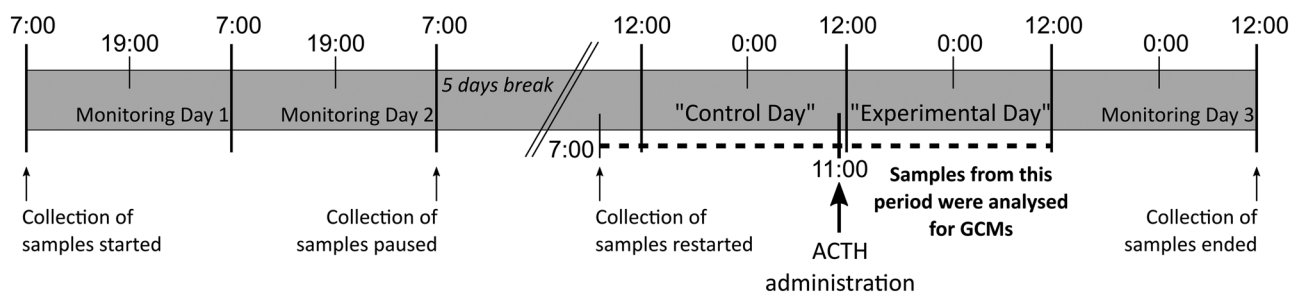 7:00 7:00 7:00 12:00 12:00 12:00 12:00
19:00 19:00 0:00 0:00 0:00
5 days break
Monitoring Day 1 Monitoring Day 2 "Control Day" "Experimental Day" Monitoring Day 3
7:00
11:00
Samples from this
period were analysed
for GCMs
Collection of
samples started
Collection of
samples paused
Collection of
samples restarted
ACTH
administration
Collection of
samples ended